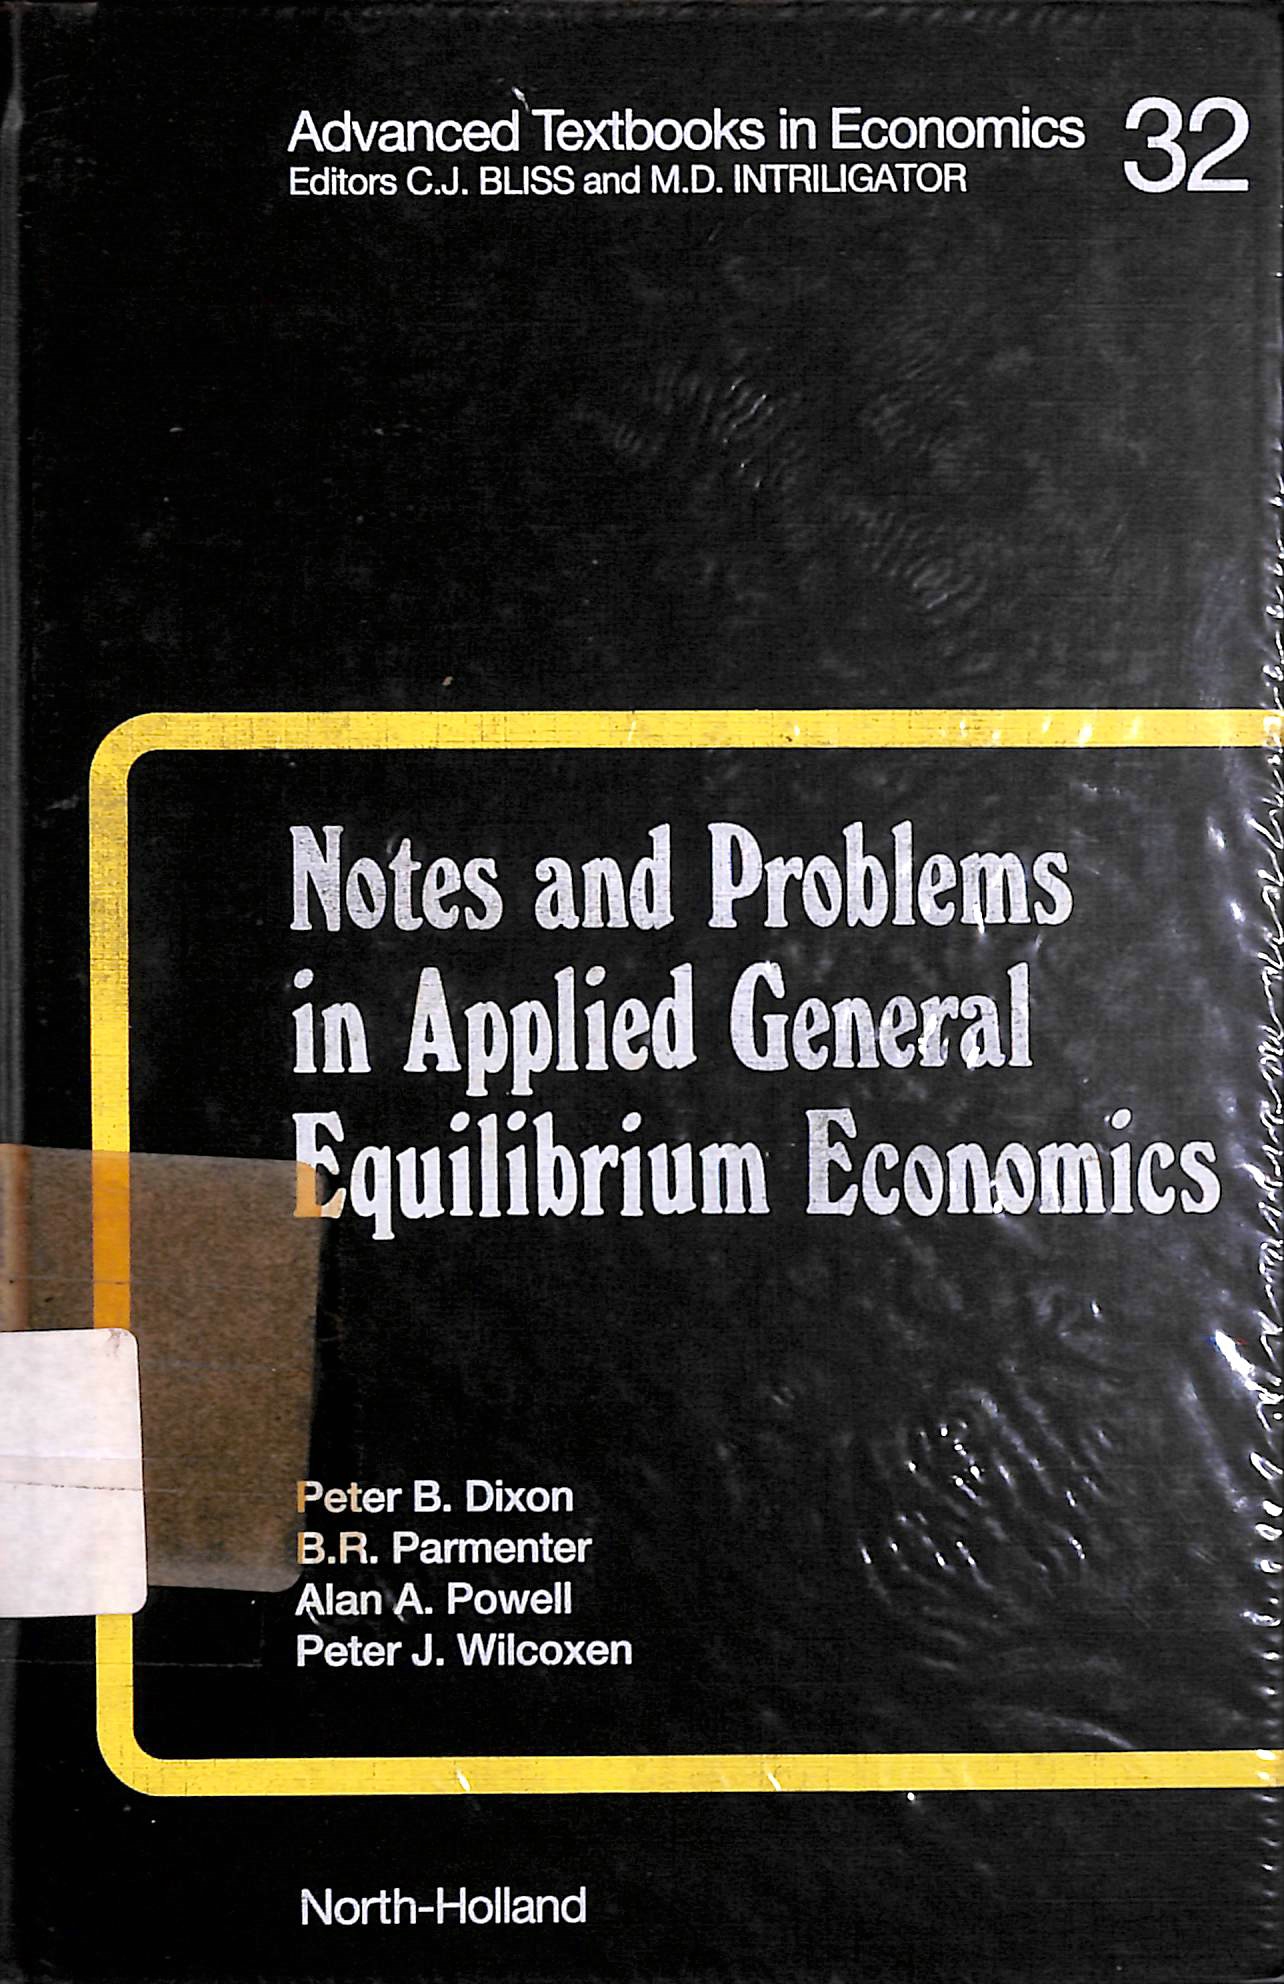 Advanced Textbooks in Economics 32
Editors C.J. BLISS and M.D. INTRILIGATOR
Notes and Problems
in Applied General
Equilibrium Economics
Peter B. Dixon
B.R. Parmenter
Alan A. Powell
Peter J. Wilcoxen
North-Holland